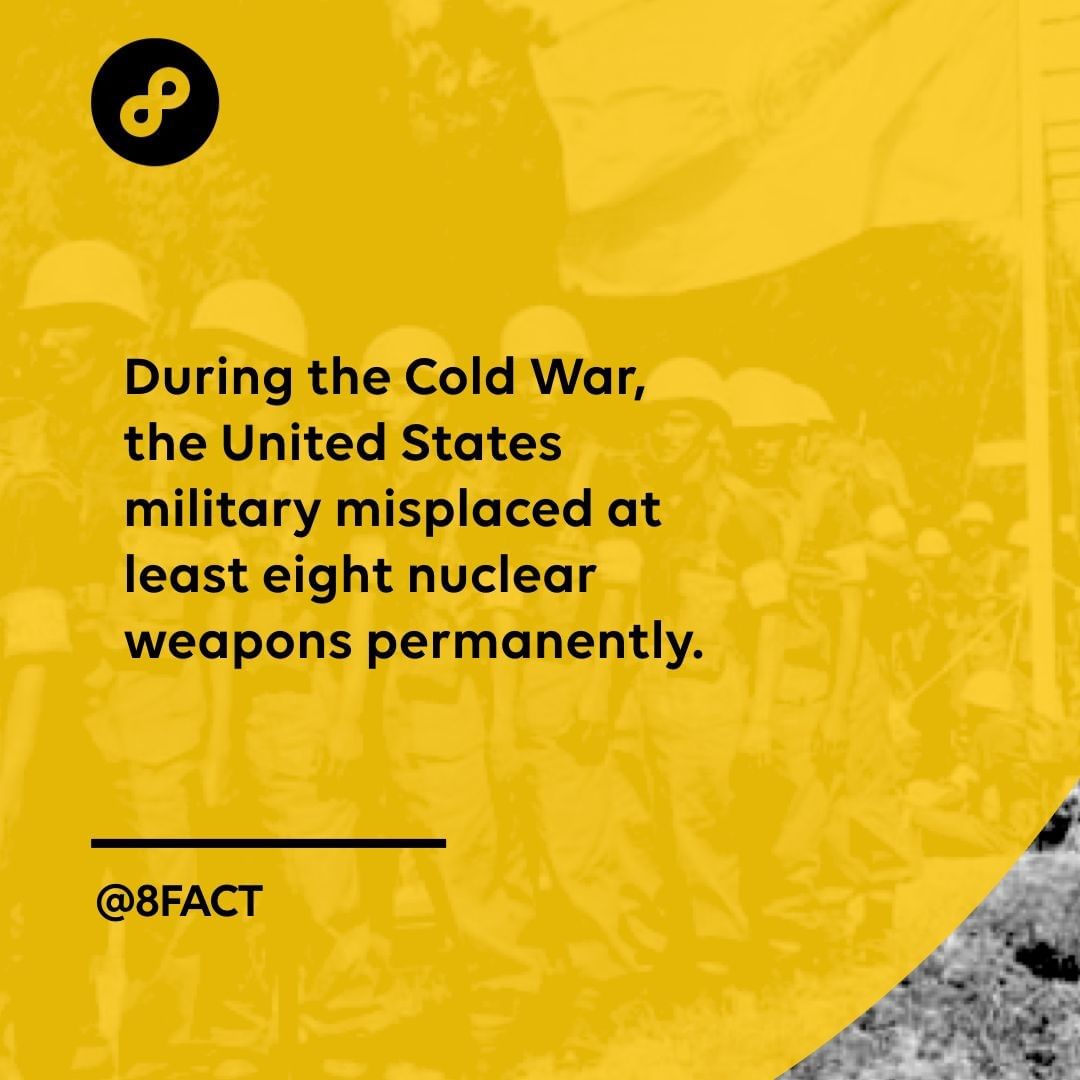 During the Cold War,
the United States
military misplaced at
least eight nuclear
weapons permanently.
@8FACT